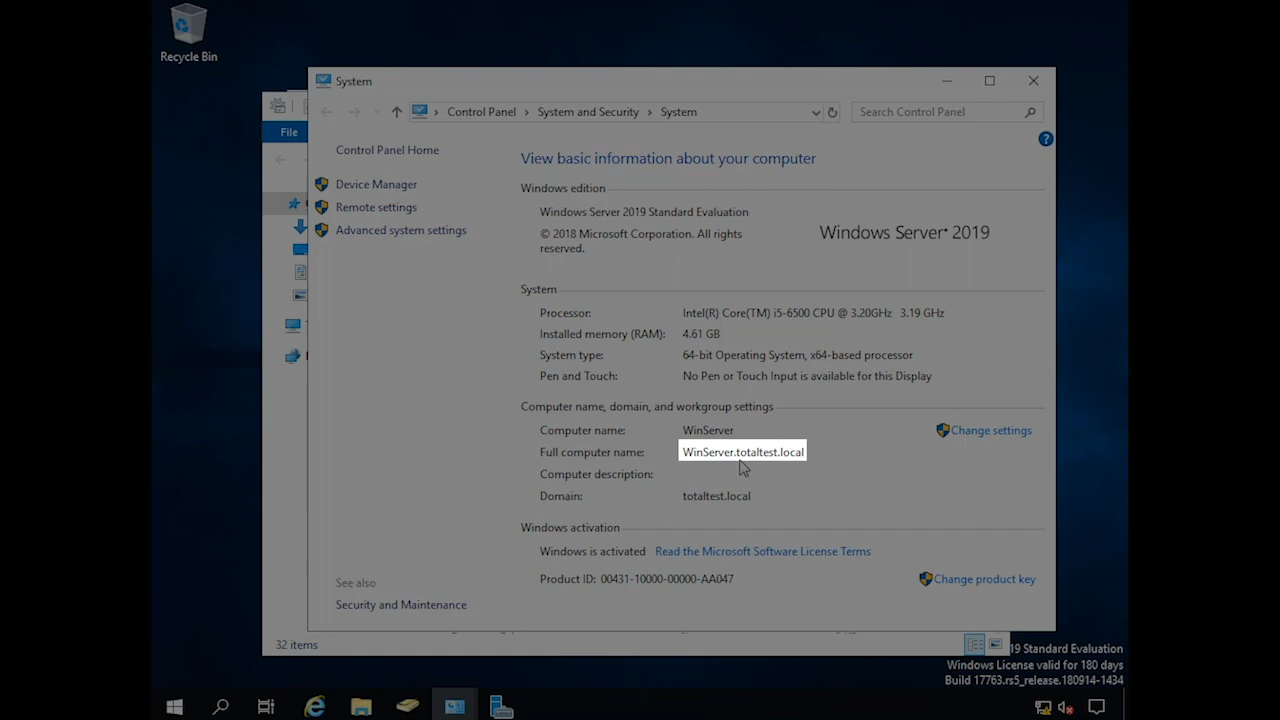 Recycle Bin
System
Control Panel › System and Security › System
Search Control Panel
File
?
Control Panel Home
Device Manager
Remote settings
Advanced system settings
View basic information about your computer
Windows edition
Windows Server 2019 Standard Evaluation
© 2018 Microsoft Corporation. All rights
reserved.
Windows Server 2019
System
Processor: Intel(R) Core(TM) i5-6500 CPU @ 3.20GHz 3.19 GHz
Installed memory (RAM): 4.61 GB
System type: 64-bit Operating System, x64-based processor
Pen and Touch: No Pen or Touch Input is available for this Display
Computer name, domain, and workgroup settings
Computer name: WinServer
Change settings
Full computer name: WinServer.totaltest.local
Computer description:
Domain: totaltest.local
Windows activation
Windows is activated Read the Microsoft Software License Terms
Product ID: 00431-10000-00000-AA047
Change product key
See also
Security and Maintenance
32 items
19 Standard Evaluation
Windows License valid for 180 days
Build 17763.rs5_release.180914-1434